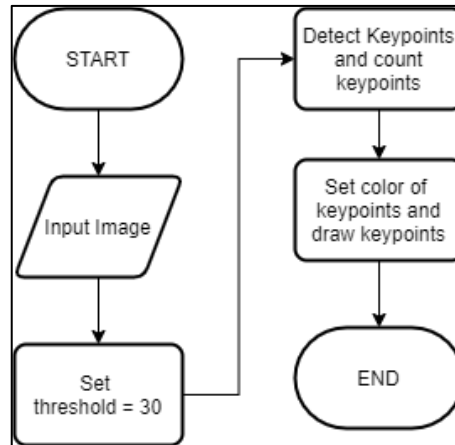 START
Input Image
Set
threshold = 30
Detect Keypoints
and count
keypoints
Set color of
keypoints and
draw keypoints
END